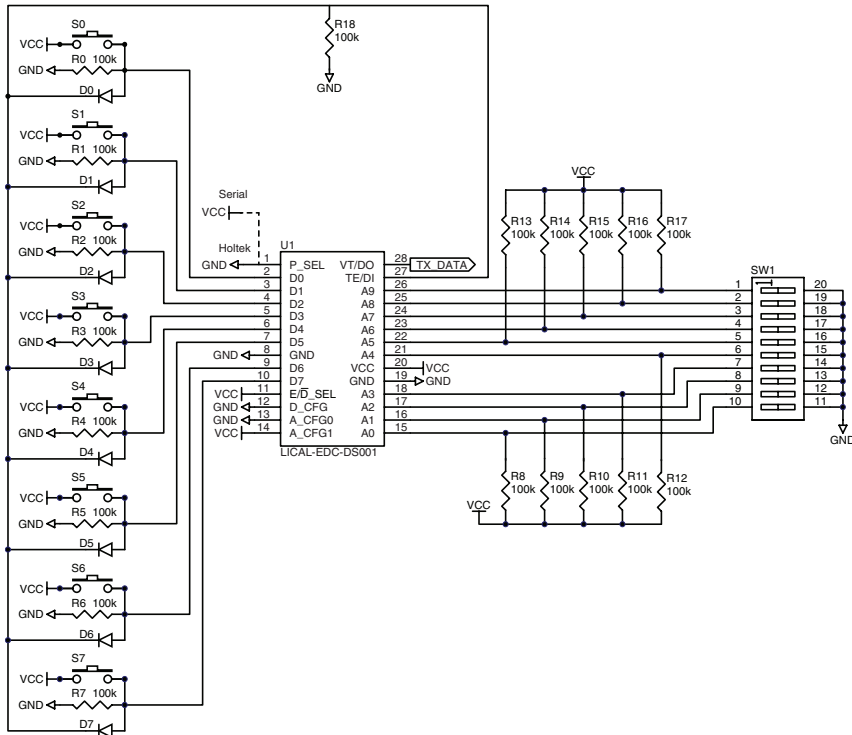 S0
VCC
R0 100k
GND
D0
S1
VCC
R1 100k
GND
D1
S2
VCC
R2 100k
GND
D2
S3
VCC
R3 100k
GND
D3
S4
VCC
R4 100k
GND
D4
S5
VCC
R5 100k
GND
D5
S6
VCC
R6 100k
GND
D6
S7
VCC
R7 100k
GND
D7
R18
100k
GND
Serial
VCC
Holtek
GND
U1
1 P_SEL VT/DO 28 TX_DATA
2 D0 TE/DI 27
3 D1 A9 26
4 D2 A8 25
5 D3 A7 24
6 D4 A6 23
7 D5 A5 22
GND 8 GND A4 21
9 D6 VCC 20 VCC
10 D7 GND 19 GND
VCC 11 E/D_SEL A3 18
GND 12 D_CFG A2 17
GND 13 A_CFG0 A1 16
VCC 14 A_CFG1 A0 15
LICAL-EDC-DS001
VCC
R13
100k
R14
100k
R15
100k
R16
100k
R17
100k
R8
100k
R9
100k
R10
100k
R11
100k
R12
100k
VCC
SW1
1 20
2 19
3 18
4 17
5 16
6 15
7 14
8 13
9 12
10 11
GND